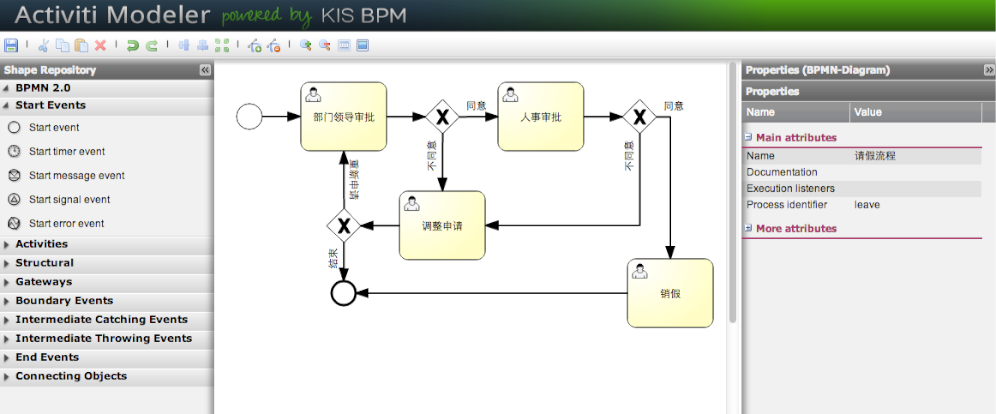 Activiti Modeler powered by KIS BPM
Shape Repository
BPMN 2.0
Start Events
Start event
Start timer event
Start message event
Start signal event
Start error event
Activities
Structural
Gateways
Boundary Events
Intermediate Catching Events
Intermediate Throwing Events
End Events
Connecting Objects
部门领导审批
同意
人事审批
同意
不同意
不同意
重新申请
调整申请
结束
销假
Properties (BPMN-Diagram)
Properties
Name Value
Main attributes
Name 请假流程
Documentation
Execution listeners
Process identifier leave
More attributes